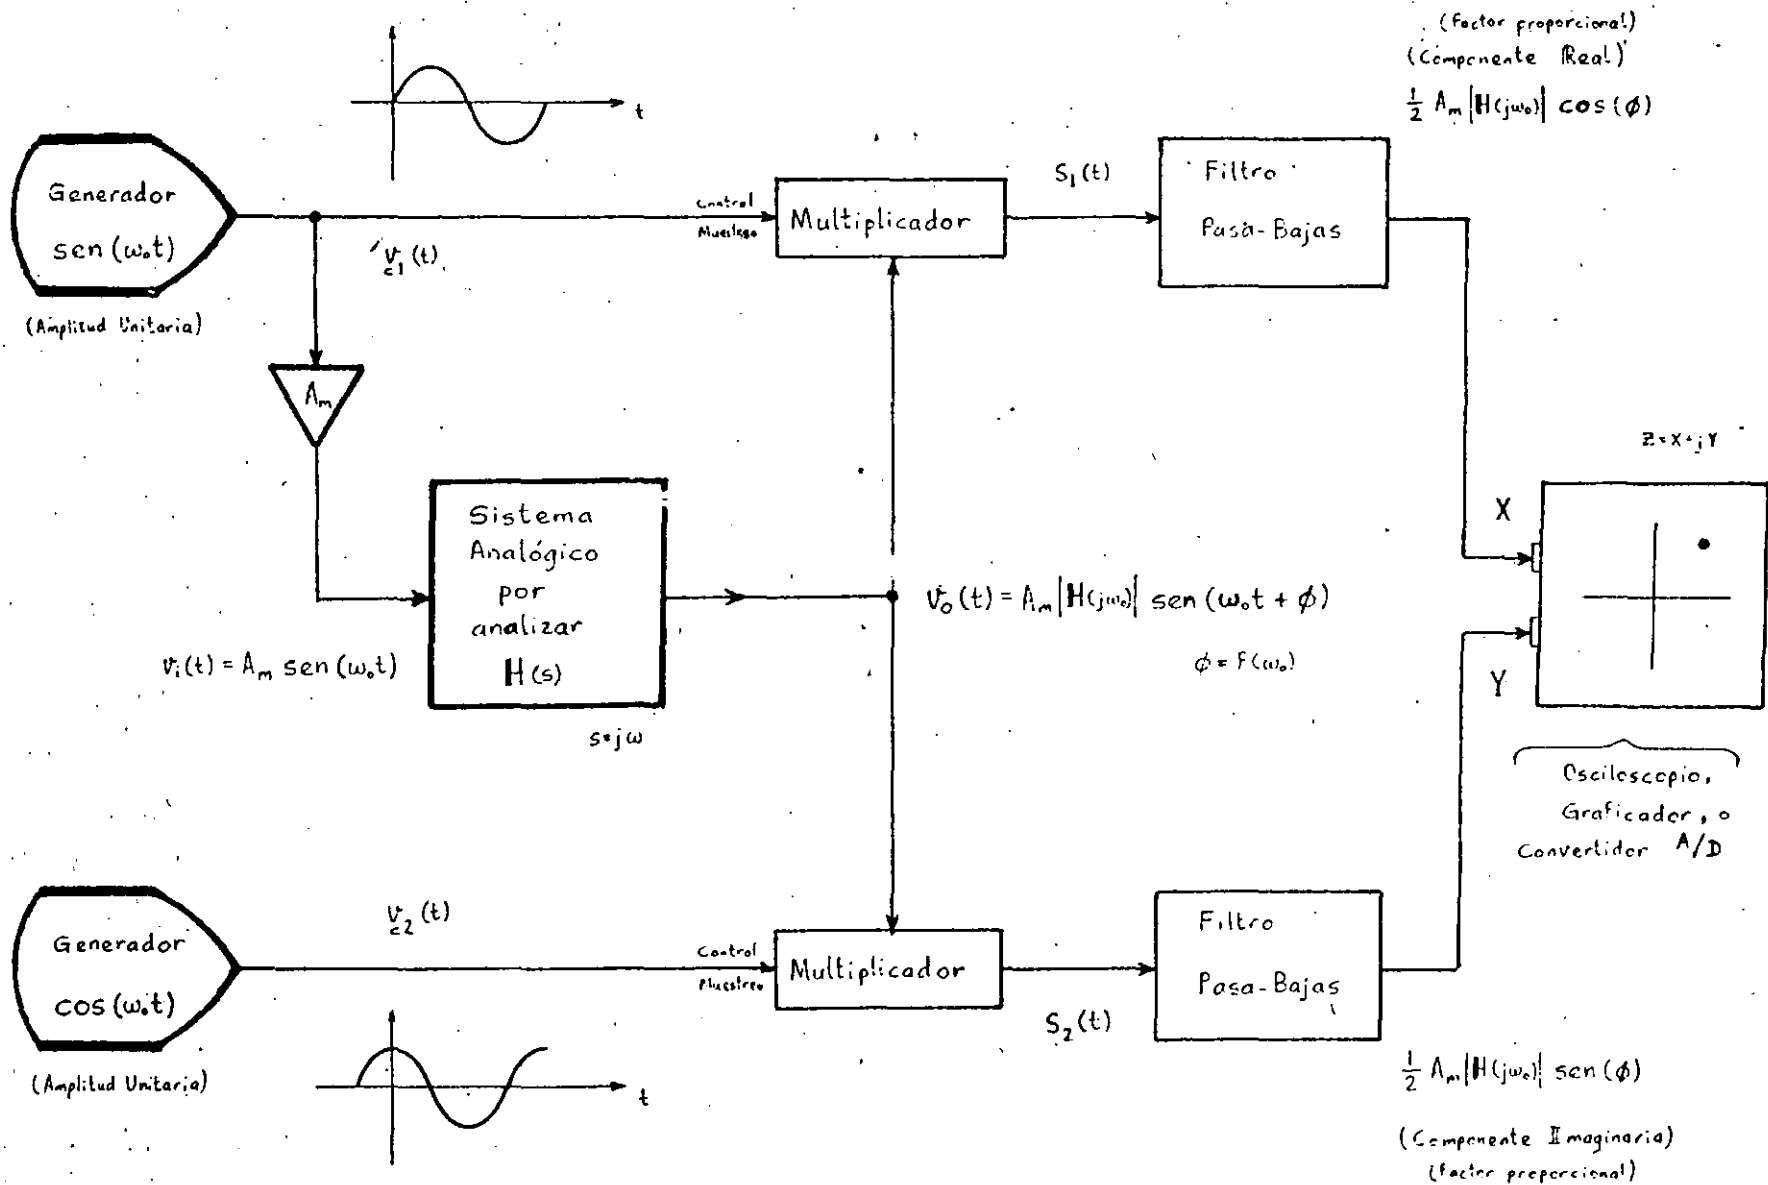 (Factor proporcional)
(Componente Real)
1/2 Am |H(jω₀)| cos (φ)
t
Generador
sen (ω₀t)
(Amplitud Unitaria)
v_c1 (t)
Control
Muestreo
Multiplicador
S₁(t)
Filtro
Pasa-Bajas
Am
Z = X + j Y
Sistema
Analógico
por
analizar
H (s)
s=jω
vᵢ(t) = Am sen (ω₀t)
v₀ (t) = Am |H(jω₀)| sen (ω₀t + φ)
φ = F(ω₀)
X
Y
Osciloscopio,
Graficador, o
Convertidor A/D
Generador
cos (ω₀t)
(Amplitud Unitaria)
v_c2 (t)
Control
Muestreo
Multiplicador
S₂(t)
Filtro
Pasa-Bajas
t
1/2 Am |H(jω₀)| sen (φ)
(Componente Imaginaria)
(factor proporcional)